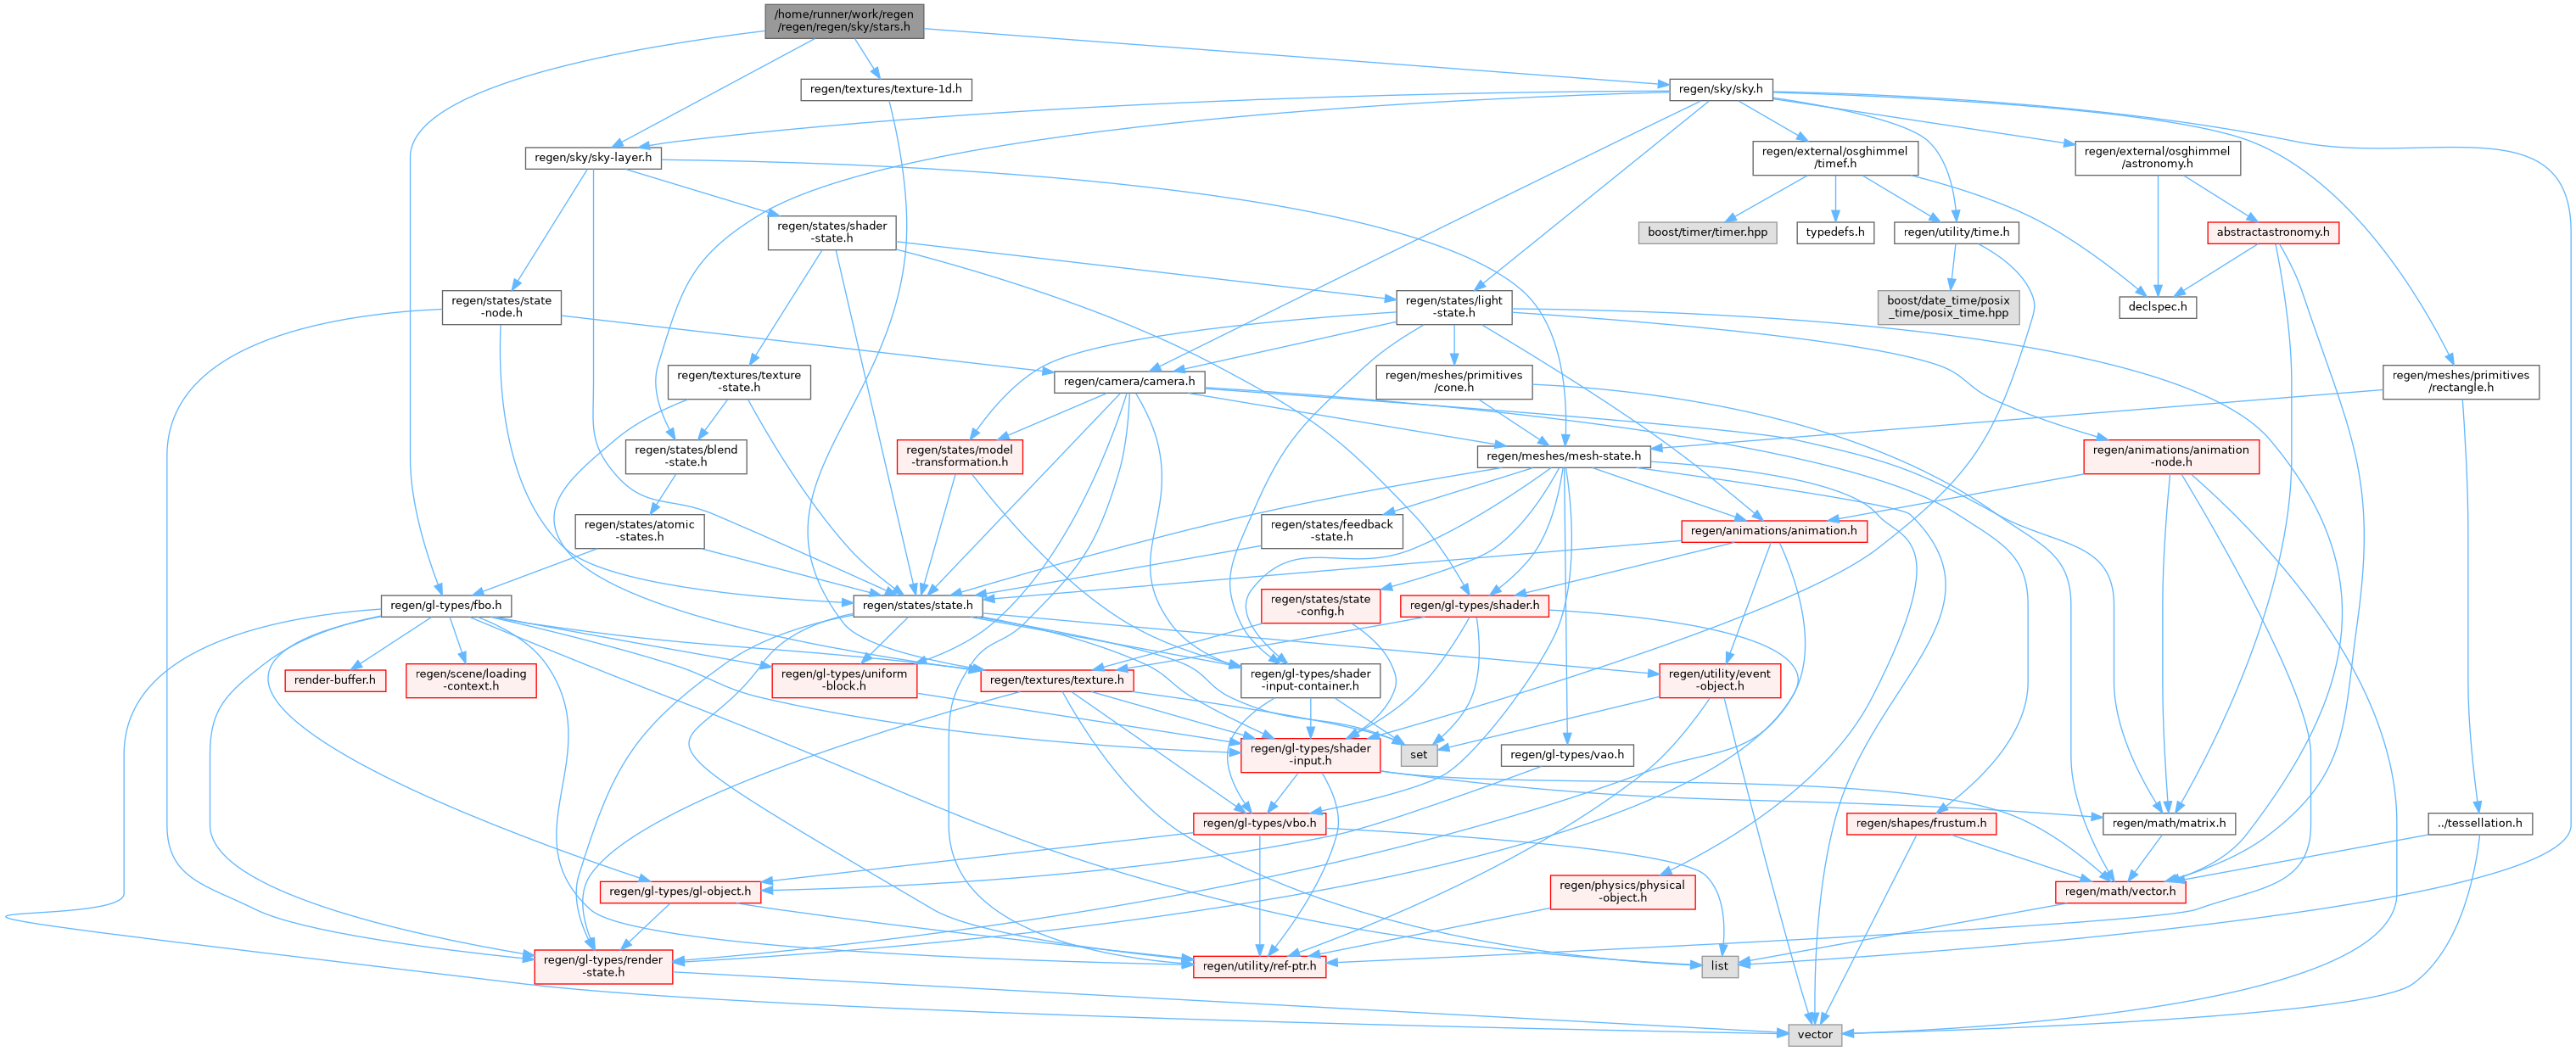 /home/runner/work/regen
/regen/regen/sky/stars.h
regen/textures/texture-1d.h
regen/sky/sky.h
regen/sky/sky-layer.h
regen/external/osghimmel
/timef.h
regen/external/osghimmel
/astronomy.h
regen/states/shader
-state.h
boost/timer/timer.hpp
typedefs.h
regen/utility/time.h
abstractastronomy.h
regen/states/state
-node.h
regen/states/light
-state.h
boost/date_time/posix
_time/posix_time.hpp
declspec.h
regen/textures/texture
-state.h
regen/camera/camera.h
regen/meshes/primitives
/cone.h
regen/meshes/primitives
/rectangle.h
regen/states/blend
-state.h
regen/states/model
-transformation.h
regen/meshes/mesh-state.h
regen/animations/animation
-node.h
regen/states/atomic
-states.h
regen/states/feedback
-state.h
regen/animations/animation.h
regen/gl-types/fbo.h
regen/states/state.h
regen/states/state
-config.h
regen/gl-types/shader.h
render-buffer.h
regen/scene/loading
-context.h
regen/gl-types/uniform
-block.h
regen/textures/texture.h
regen/gl-types/shader
-input-container.h
regen/utility/event
-object.h
regen/gl-types/shader
-input.h
set
regen/gl-types/vao.h
regen/gl-types/vbo.h
regen/shapes/frustum.h
regen/math/matrix.h
../tessellation.h
regen/gl-types/gl-object.h
regen/physics/physical
-object.h
regen/math/vector.h
regen/gl-types/render
-state.h
regen/utility/ref-ptr.h
list
vector